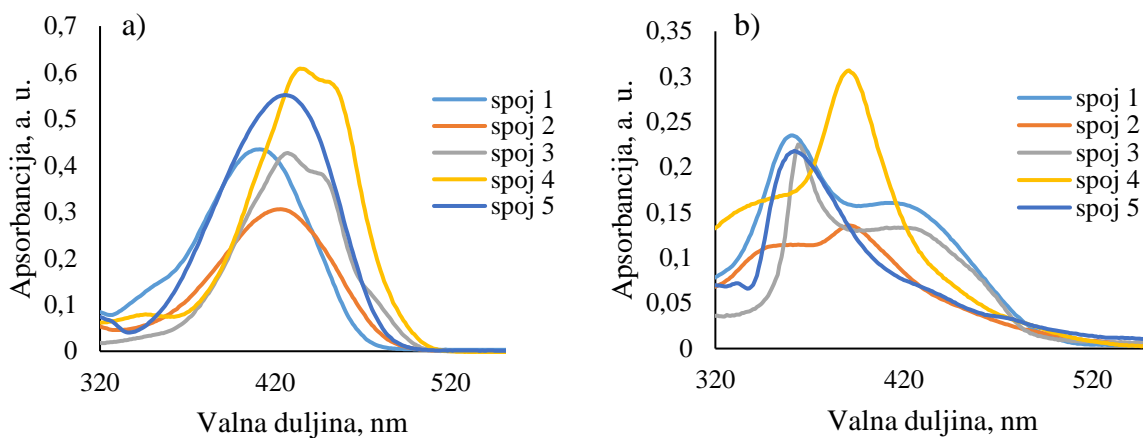 a)
0,7
0,6
0,5
0,4
0,3
0,2
0,1
0
Apsorbancija, a. u.
320
420
520
Valna duljina, nm
spoj 1
spoj 2
spoj 3
spoj 4
spoj 5
b)
0,35
0,3
0,25
0,2
0,15
0,1
0,05
0
Apsorbancija, a. u.
320
420
520
Valna duljina, nm
spoj 1
spoj 2
spoj 3
spoj 4
spoj 5